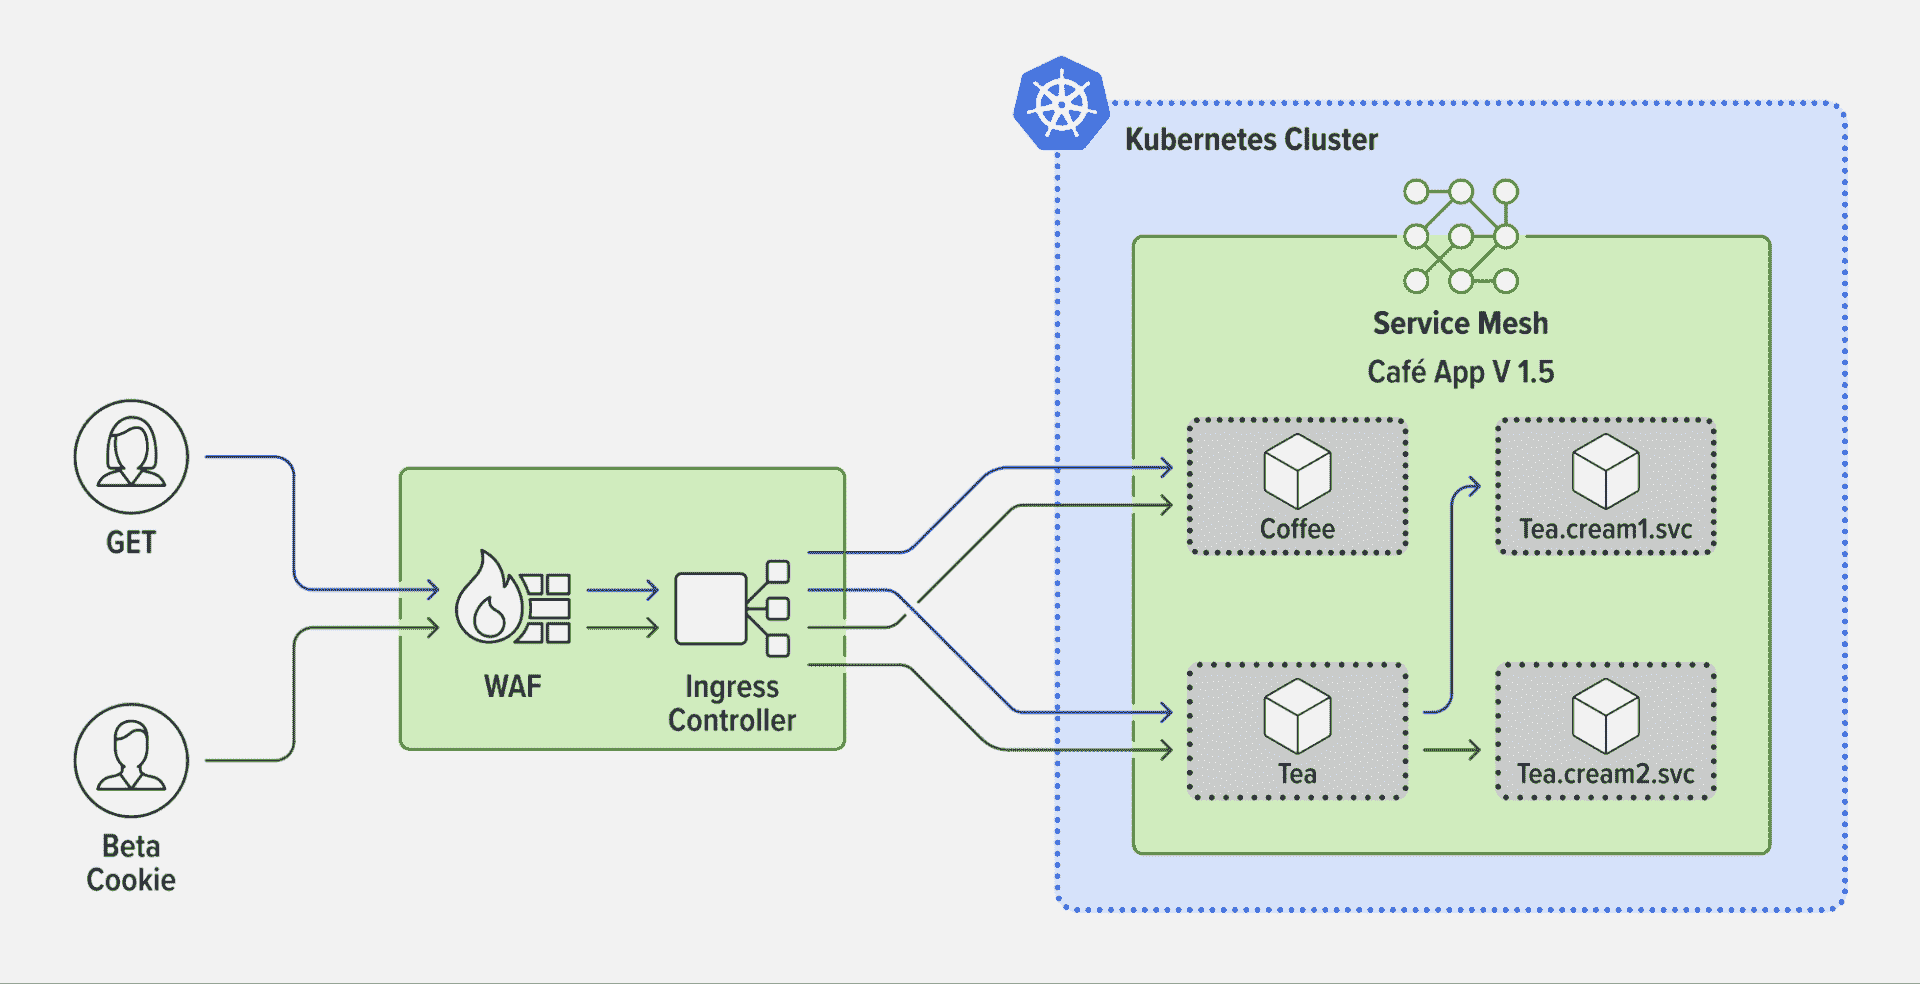 Kubernetes Cluster
Service Mesh
Café App V 1.5
GET
Coffee
Tea.cream1.svc
WAF
Ingress
Controller
Tea
Tea.cream2.svc
Beta
Cookie